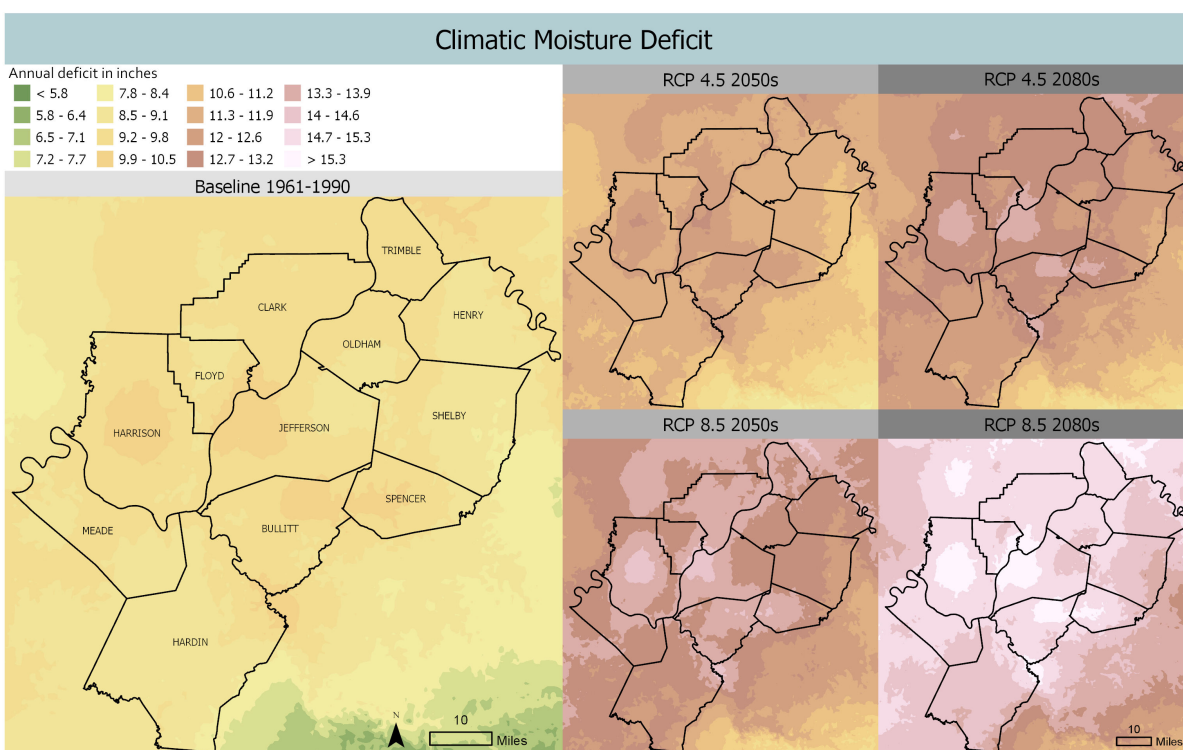 Climatic Moisture Deficit
Annual deficit in inches
< 5.8
5.8 - 6.4
6.5 - 7.1
7.2 - 7.7
7.8 - 8.4
8.5 - 9.1
9.2 - 9.8
9.9 - 10.5
10.6 - 11.2
11.3 - 11.9
12 - 12.6
12.7 - 13.2
13.3 - 13.9
14 - 14.6
14.7 - 15.3
> 15.3
Baseline 1961-1990
TRIMBLE
CLARK
HENRY
OLDHAM
FLOYD
SHELBY
HARRISON
JEFFERSON
SPENCER
MEADE
BULLITT
HARDIN
N
10
Miles
RCP 4.5 2050s
RCP 4.5 2080s
RCP 8.5 2050s
RCP 8.5 2080s
10
Miles